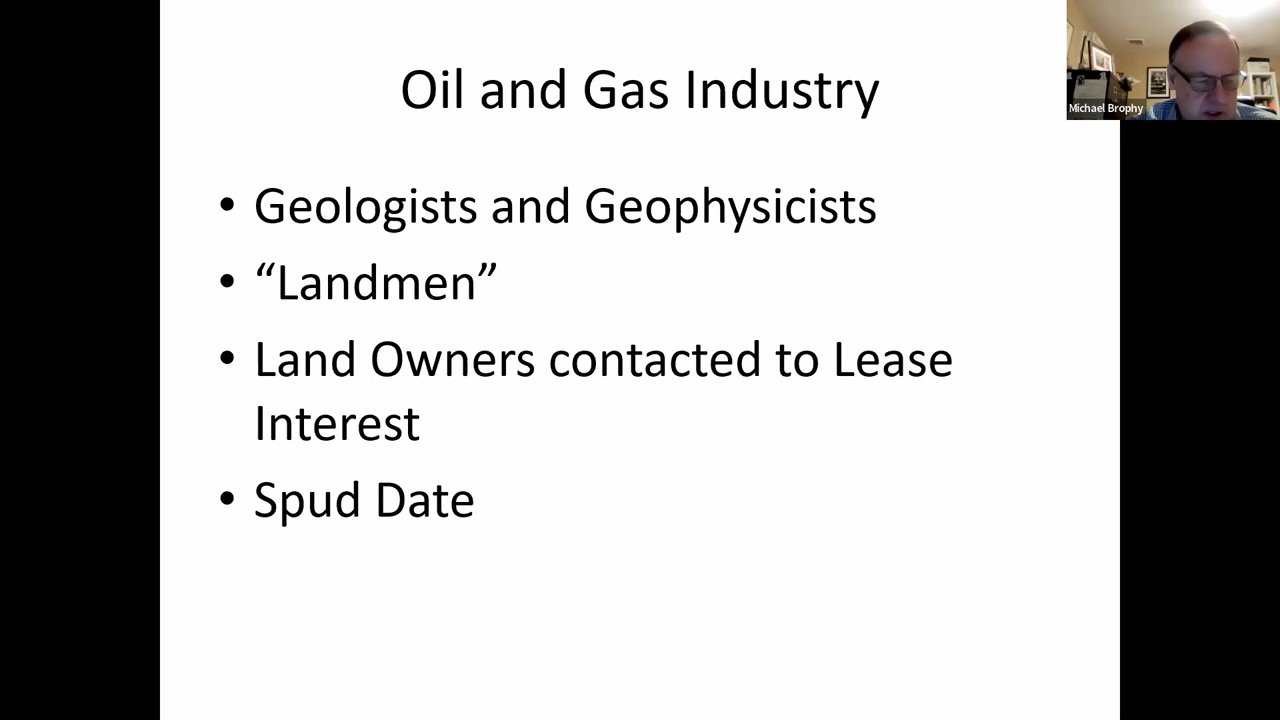 Oil and Gas Industry
Michael Brophy
• Geologists and Geophysicists
• “Landmen”
• Land Owners contacted to Lease
Interest
• Spud Date